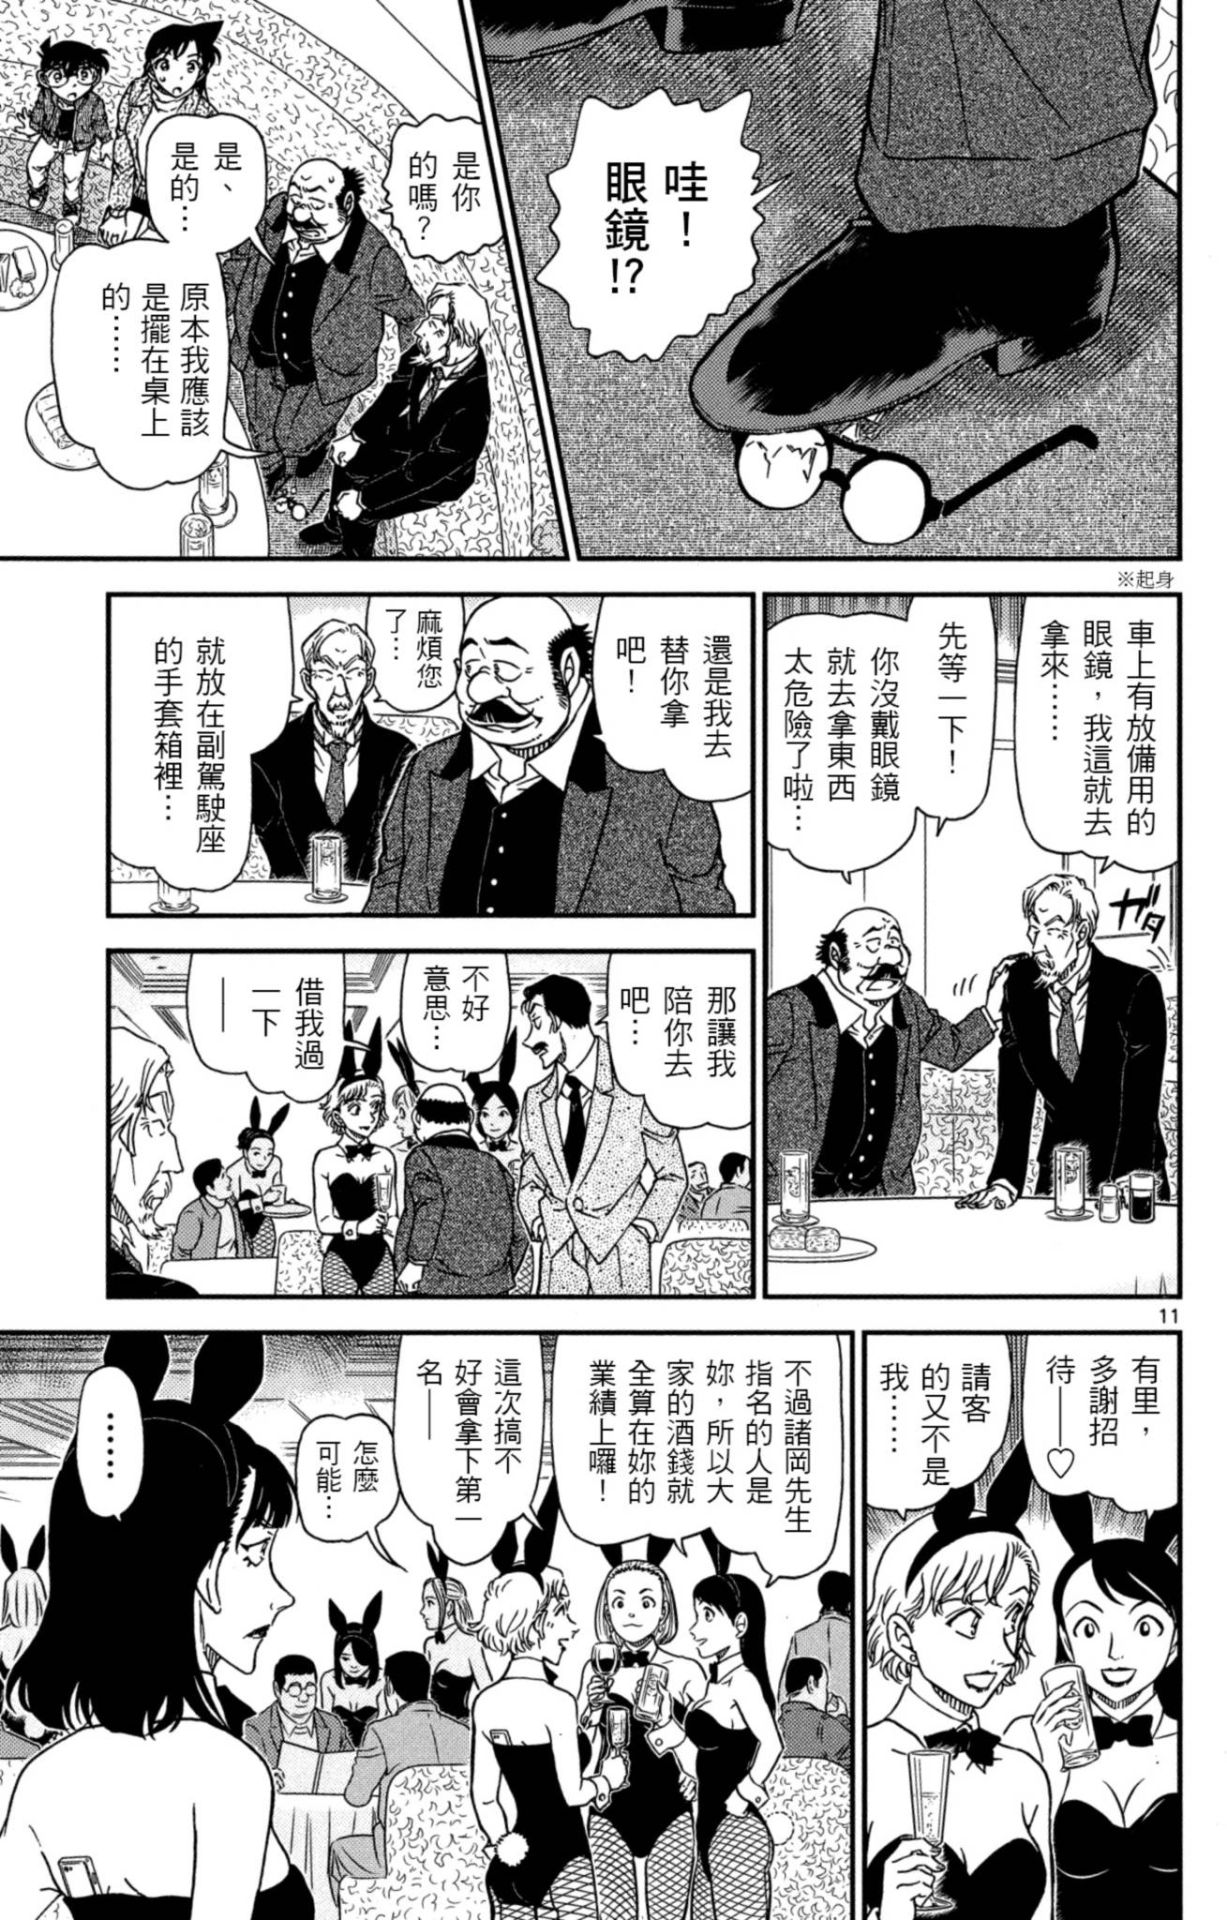 哇！
眼鏡!?
是你
的嗎？
是、
是的⋯
原本我應該
是擺在桌上
的⋯⋯
※起身
車上有放備用的
眼鏡，我這就去
拿來⋯⋯
先等一下！
你沒戴眼鏡
就去拿東西
太危險了啦⋯
ガタ
還是我去
替你拿
吧！
麻煩您
了⋯
就放在副駕駛座
的手套箱裡⋯
那讓我
陪你去
吧⋯
不好
意思⋯
借我過
一下
——
11
有里，
多謝招
待——♡
請客
的又不是
我⋯⋯
不過諸岡先生
指名的人是
妳，所以大
家的酒錢就
全算在妳的
業績上囉！
這次搞不
好會拿下第一
名——
怎麼
可能⋯
⋯⋯